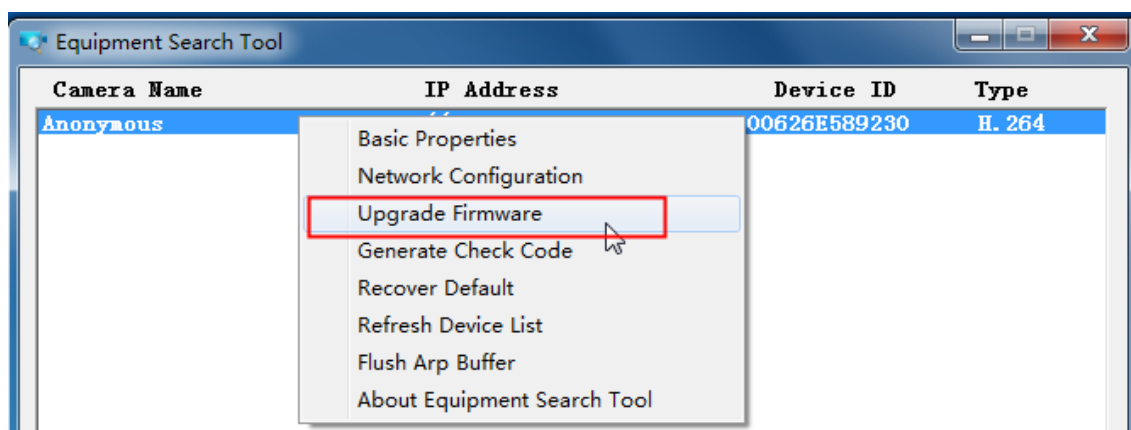 Equipment Search Tool
Camera Name IP Address Device ID Type
Anonymous 00626E589230 H.264
Basic Properties
Network Configuration
Upgrade Firmware
Generate Check Code
Recover Default
Refresh Device List
Flush Arp Buffer
About Equipment Search Tool